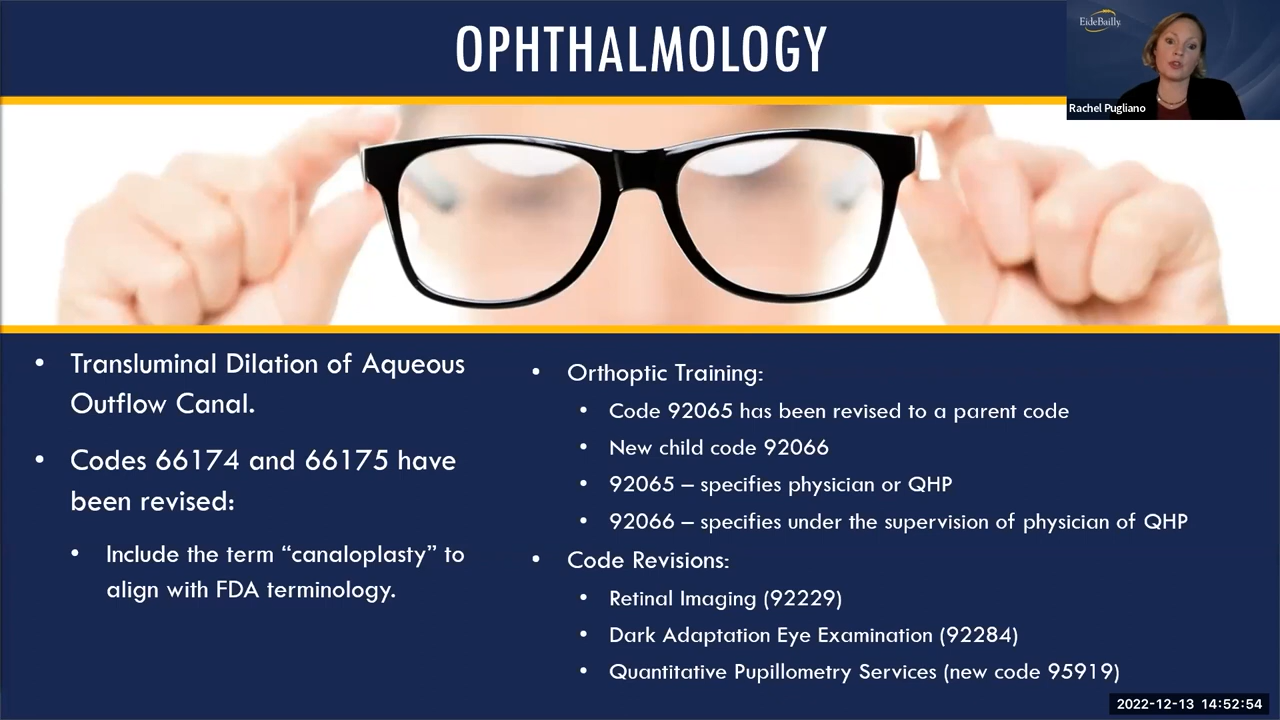 OPHTHALMOLOGY
EideBailly
Rachel Pugliano
• Transluminal Dilation of Aqueous
Outflow Canal.
• Codes 66174 and 66175 have
been revised:
• Include the term “canaloplasty” to
align with FDA terminology.
• Orthoptic Training:
• Code 92065 has been revised to a parent code
• New child code 92066
• 92065 – specifies physician or QHP
• 92066 – specifies under the supervision of physician of QHP
• Code Revisions:
• Retinal Imaging (92229)
• Dark Adaptation Eye Examination (92284)
• Quantitative Pupillometry Services (new code 95919)
2022-12-13 14:52:54